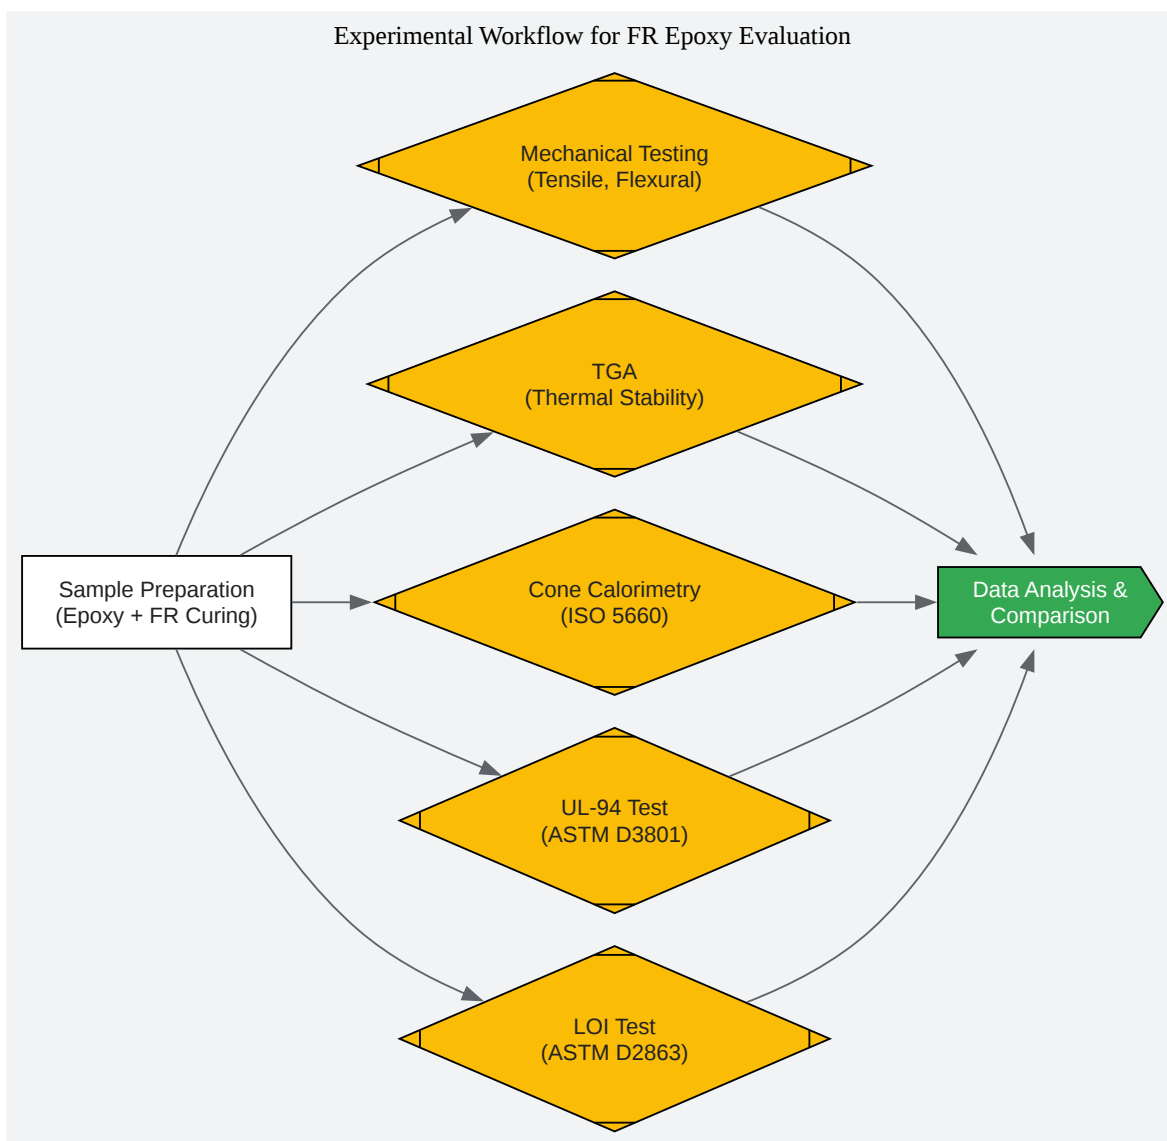 Experimental Workflow for FR Epoxy Evaluation
Mechanical Testing
(Tensile, Flexural)
TGA
(Thermal Stability)
Sample Preparation
(Epoxy + FR Curing)
Cone Calorimetry
(ISO 5660)
Data Analysis &
Comparison
UL-94 Test
(ASTM D3801)
LOI Test
(ASTM D2863)